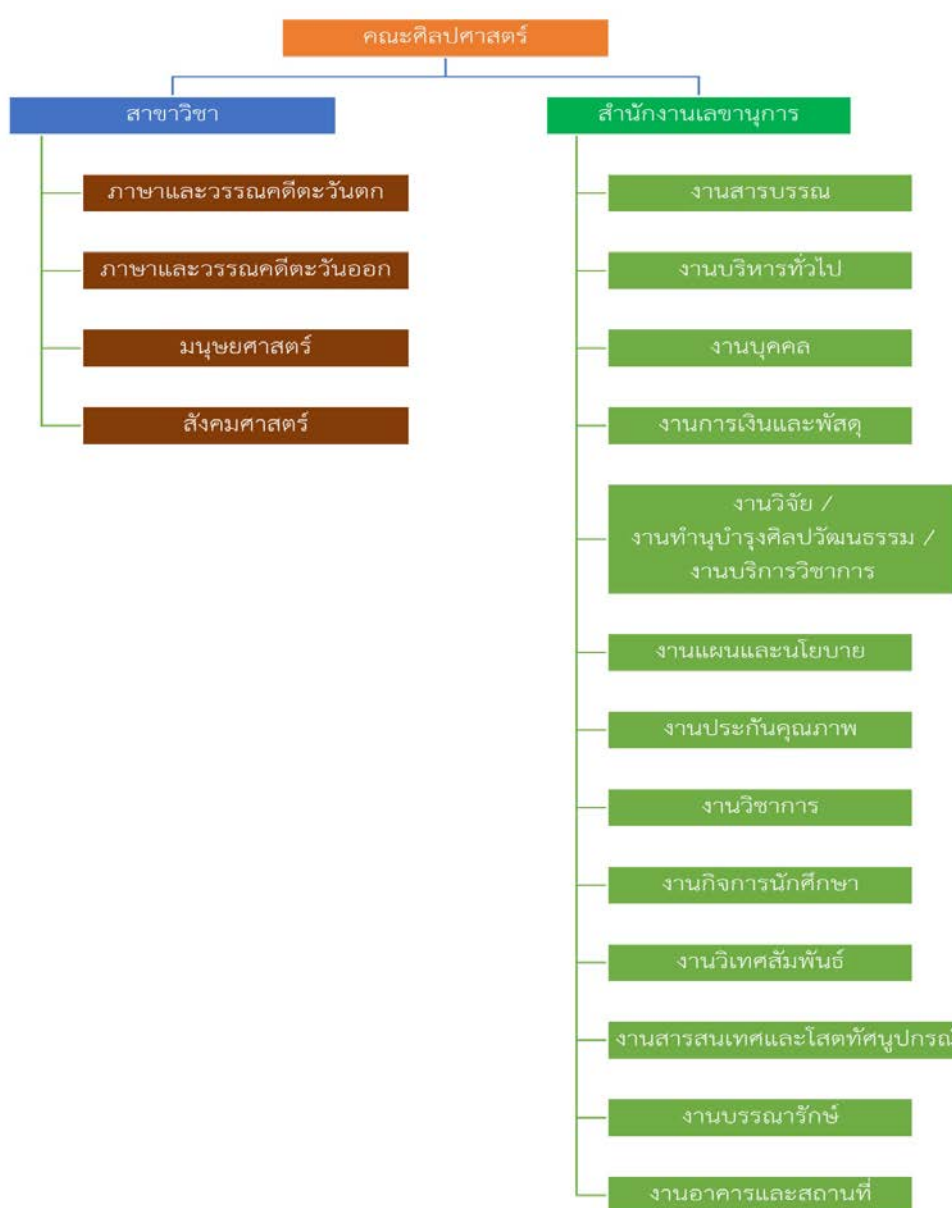 คณะศิลปศาสตร์
สาขาวิชา
ภาษาและวรรณคดีตะวันตก
ภาษาและวรรณคดีตะวันออก
มนุษยศาสตร์
สังคมศาสตร์
สำนักงานเลขานุการ
งานสารบรรณ
งานบริหารทั่วไป
งานบุคคล
งานการเงินและพัสดุ
งานวิจัย /
งานทำนุบำรุงศิลปวัฒนธรรม /
งานบริการวิชาการ
งานแผนและนโยบาย
งานประกันคุณภาพ
งานวิชาการ
งานกิจการนักศึกษา
งานวิเทศสัมพันธ์
งานสารสนเทศและโสตทัศนูปกรณ์
งานบรรณารักษ์
งานอาคารและสถานที่